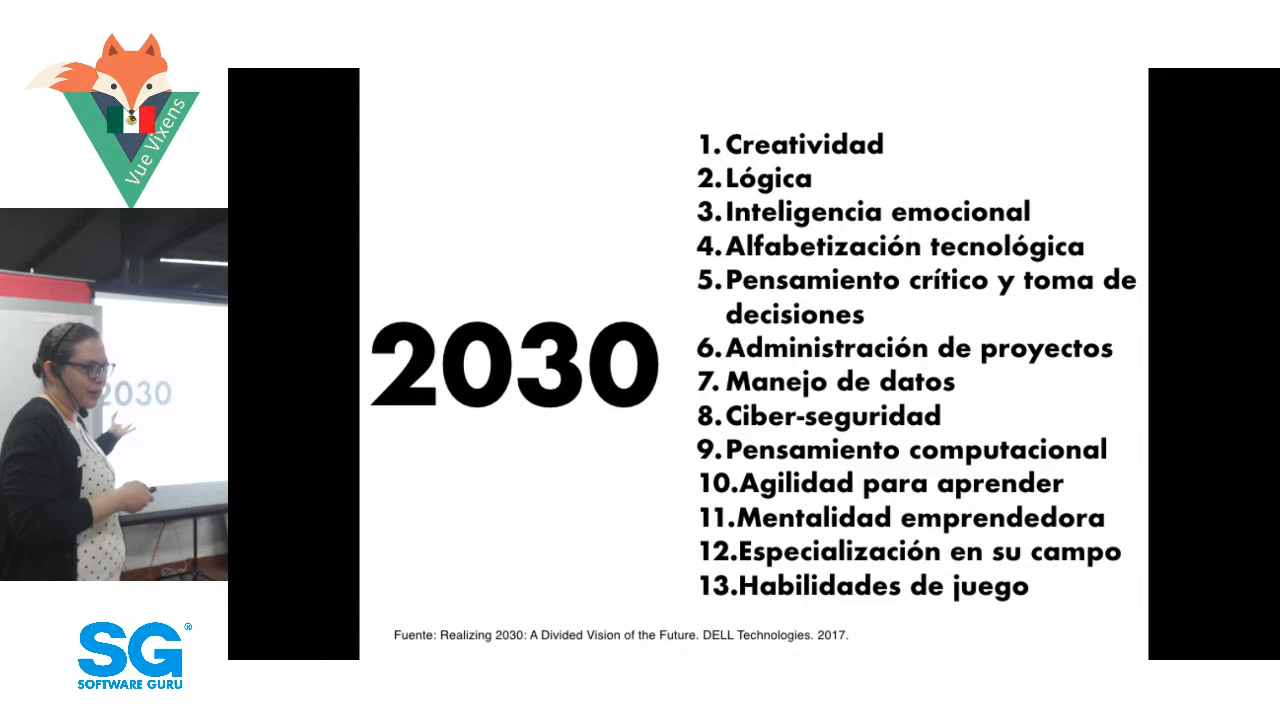 Vue Vixens
2030
1. Creatividad
2. Lógica
3. Inteligencia emocional
4. Alfabetización tecnológica
5. Pensamiento crítico y toma de
decisiones
6. Administración de proyectos
7. Manejo de datos
8. Ciber-seguridad
9. Pensamiento computacional
10.Agilidad para aprender
11.Mentalidad emprendedora
12.Especialización en su campo
13.Habilidades de juego
2030
Fuente: Realizing 2030: A Divided Vision of the Future. DELL Technologies. 2017.
SG®
SOFTWARE GURU